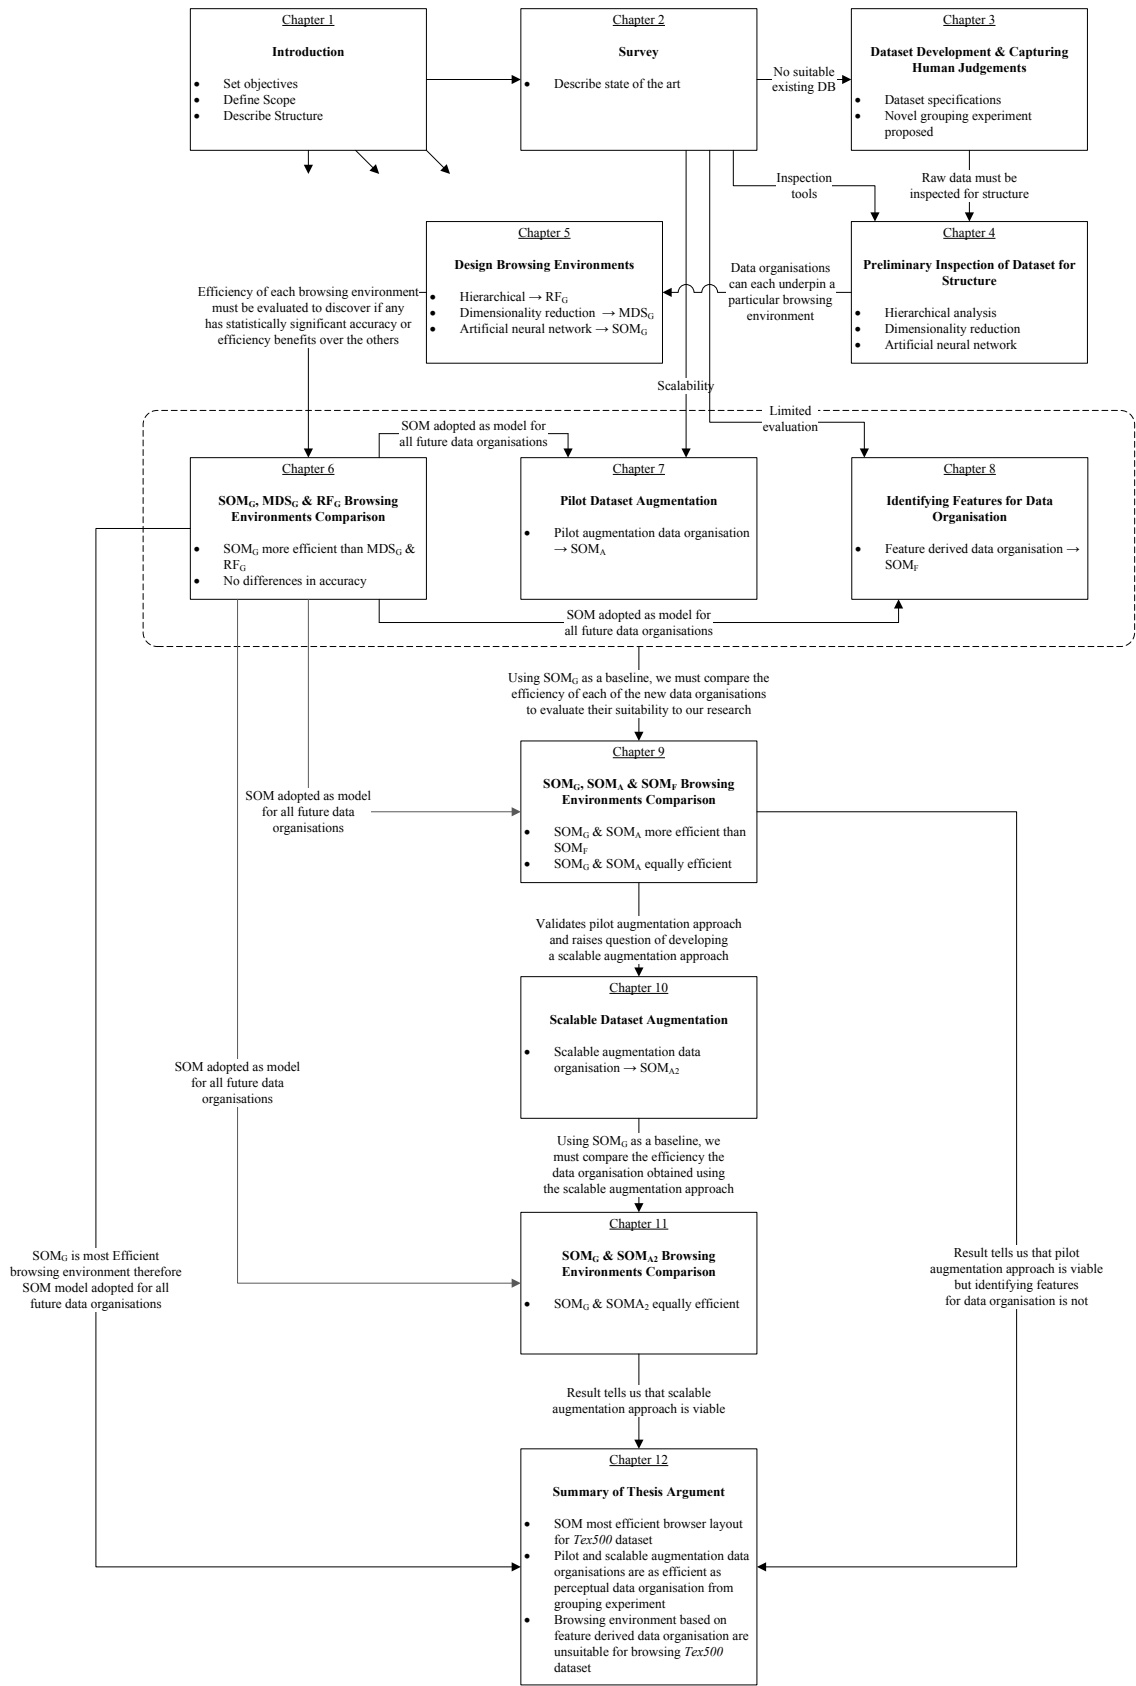 Chapter 1
Introduction
• Set objectives
• Define Scope
• Describe Structure
Chapter 2
Survey
• Describe state of the art
No suitable
existing DB
Chapter 3
Dataset Development & Capturing
Human Judgements
• Dataset specifications
• Novel grouping experiment
proposed
Inspection
tools
Raw data must be
inspected for structure
Chapter 4
Preliminary Inspection of Dataset for
Structure
• Hierarchical analysis
• Dimensionality reduction
• Artificial neural network
Data organisations
can each underpin a
particular browsing
environment
Chapter 5
Design Browsing Environments
• Hierarchical → RFG
• Dimensionality reduction → MDSG
• Artificial neural network → SOMG
Efficiency of each browsing environment
must be evaluated to discover if any
has statistically significant accuracy or
efficiency benefits over the others
Scalability
Limited
evaluation
SOM adopted as model for
all future data organisations
Chapter 6
SOMG, MDSG & RFG Browsing
Environments Comparison
• SOMG more efficient than MDSG &
RFG
• No differences in accuracy
Chapter 7
Pilot Dataset Augmentation
• Pilot augmentation data organisation
→ SOMA
Chapter 8
Identifying Features for Data
Organisation
• Feature derived data organisation →
SOMF
SOM adopted as model for
all future data organisations
Using SOMG as a baseline, we must compare the
efficiency of each of the new data organisations
to evaluate their suitability to our research
Chapter 9
SOMG, SOMA & SOMF Browsing
Environments Comparison
• SOMG & SOMA more efficient than
SOMF
• SOMG & SOMA equally efficient
SOM adopted as model
for all future data
organisations
Validates pilot augmentation approach
and raises question of developing
a scalable augmentation approach
Chapter 10
Scalable Dataset Augmentation
• Scalable augmentation data
organisation → SOMA2
SOM adopted as model
for all future data
organisations
Using SOMG as a baseline, we
must compare the efficiency the
data organisation obtained using
the scalable augmentation approach
Chapter 11
SOMG & SOMA2 Browsing
Environments Comparison
• SOMG & SOMA2 equally efficient
SOMG is most Efficient
browsing environment therefore
SOM model adopted for all
future data organisations
Result tells us that pilot
augmentation approach is viable
but identifying features
for data organisation is not
Result tells us that scalable
augmentation approach is viable
Chapter 12
Summary of Thesis Argument
• SOM most efficient browser layout
for Tex500 dataset
• Pilot and scalable augmentation data
organisations are as efficient as
perceptual data organisation from
grouping experiment
• Browsing environment based on
feature derived data organisation are
unsuitable for browsing Tex500
dataset